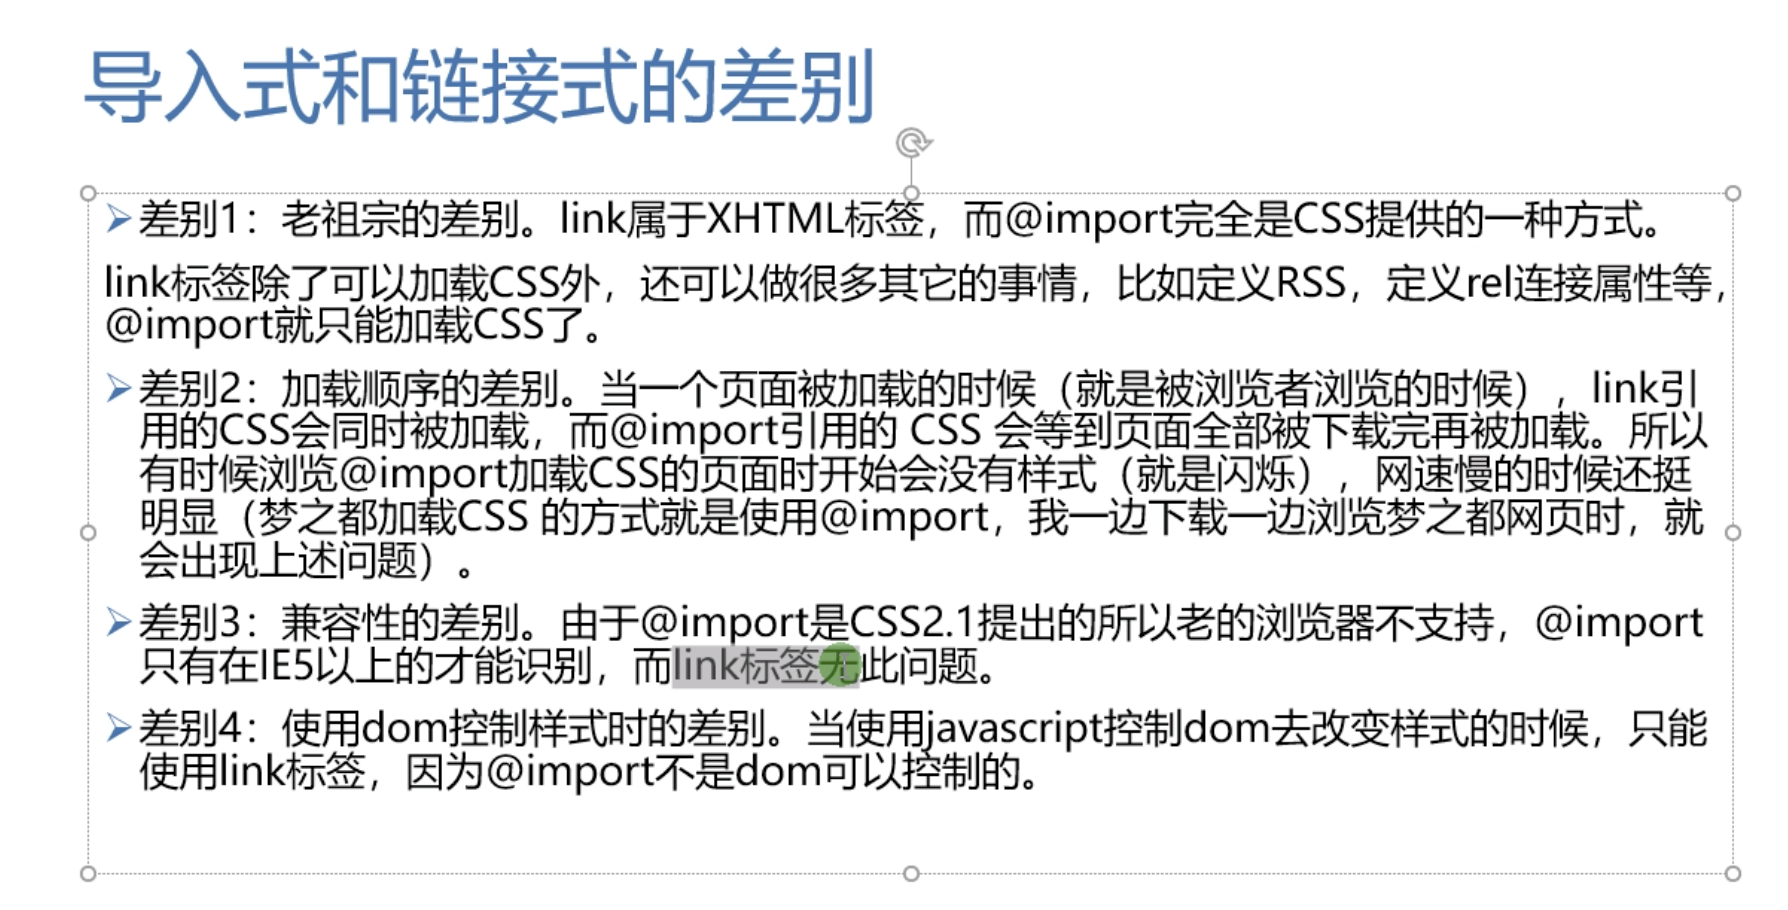 导入式和链接式的差别
差别1：老祖宗的差别。link属于XHTML标签，而@import完全是CSS提供的一种方式。
link标签除了可以加载CSS外，还可以做很多其它的事情，比如定义RSS，定义rel连接属性等，
@import就只能加载CSS了。
差别2：加载顺序的差别。当一个页面被加载的时候（就是被浏览者浏览的时候），link引
用的CSS会同时被加载，而@import引用的 CSS 会等到页面全部被下载完再被加载。所以
有时候浏览@import加载CSS的页面时开始会没有样式（就是闪烁），网速慢的时候还挺
明显（梦之都加载CSS 的方式就是使用@import，我一边下载一边浏览梦之都网页时，就
会出现上述问题）。
差别3：兼容性的差别。由于@import是CSS2.1提出的所以老的浏览器不支持，@import
只有在IE5以上的才能识别，而link标签无此问题。
差别4：使用dom控制样式时的差别。当使用javascript控制dom去改变样式的时候，只能
使用link标签，因为@import不是dom可以控制的。